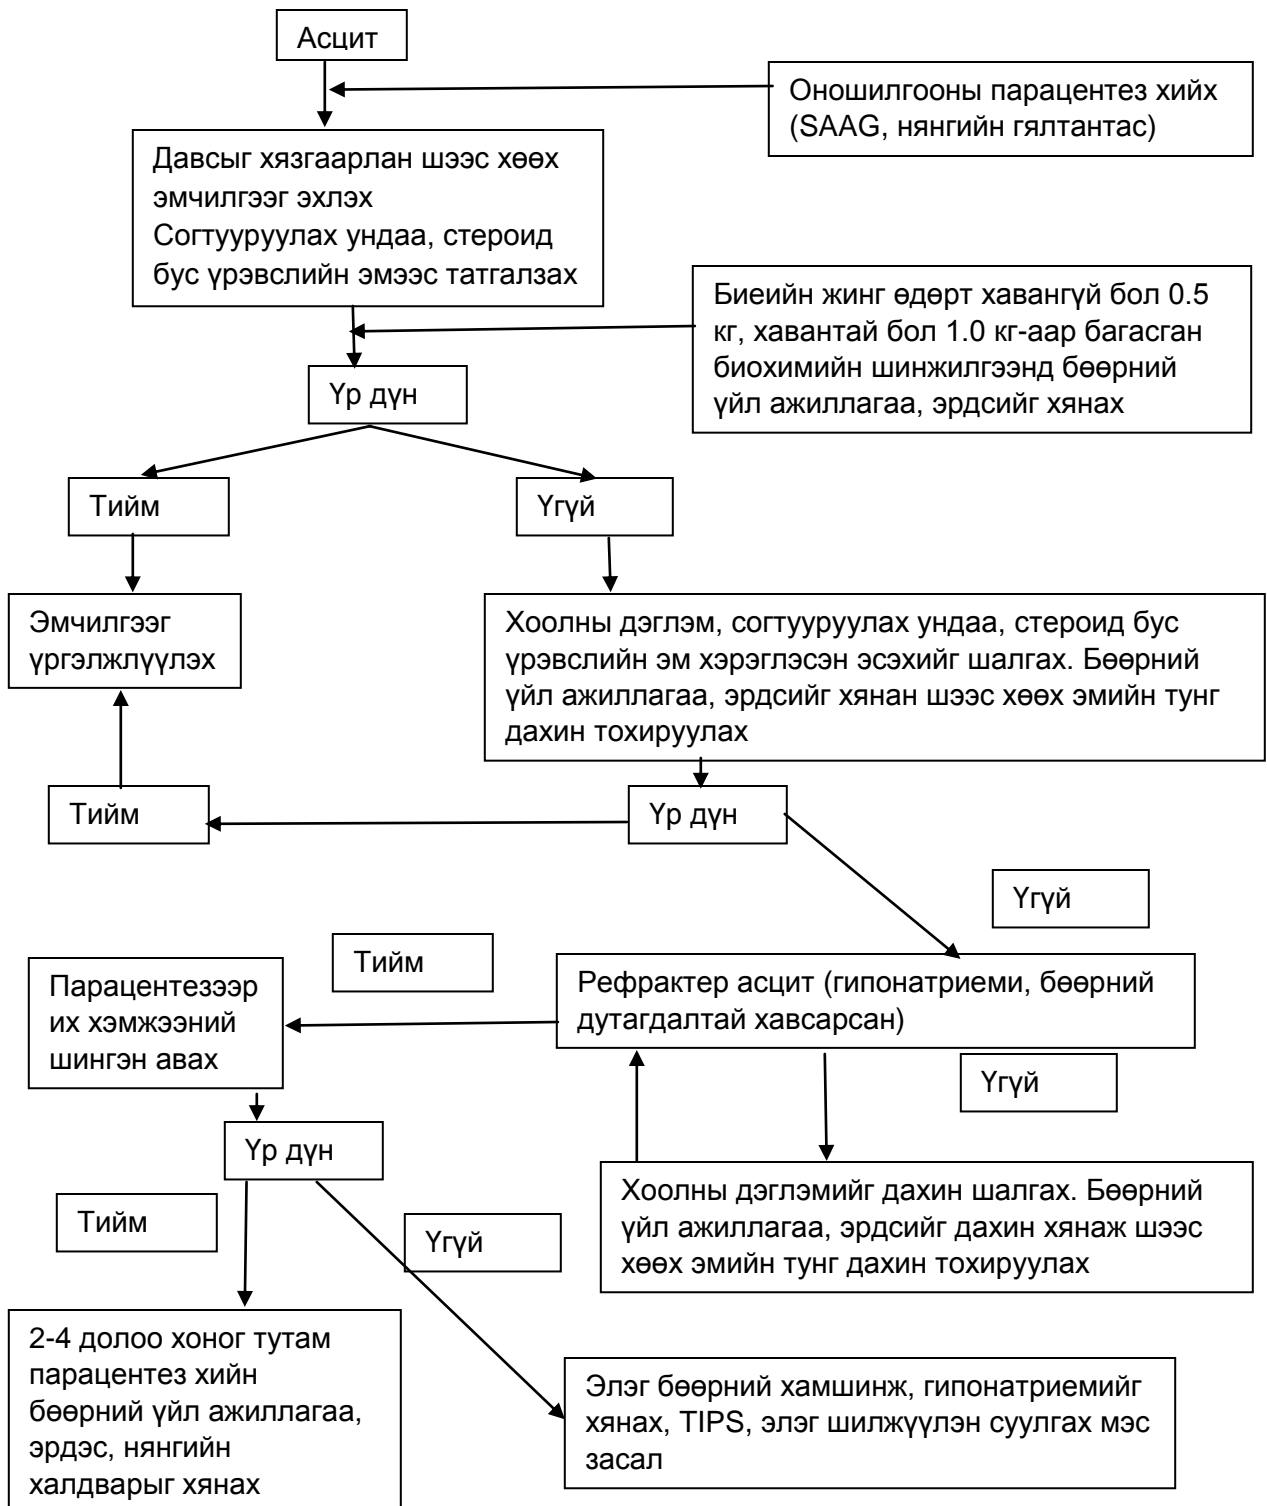 Асцит
Оношилгооны парацентез хийх
(SAAG, нянгийн гялтантас)
Давсыг хязгаарлан шээс хөөх
эмчилгээг эхлэх
Согтууруулах ундаа, стероид
бус үрэвслийн эмээс татгалзах
Биеийн жинг өдөрт хавангүй бол 0.5
кг, хавантай бол 1.0 кг-аар багасган
биохимийн шинжилгээнд бөөрний
үйл ажиллагаа, эрдсийг хянах
Үр дүн
Тийм
Үгүй
Эмчилгээг
үргэлжлүүлэх
Хоолны дэглэм, согтууруулах ундаа, стероид бус
үрэвслийн эм хэрэглэсэн эсэхийг шалгах. Бөөрний
үйл ажиллагаа, эрдсийг хянан шээс хөөх эмийн тунг
дахин тохируулах
Тийм
Үр дүн
Үгүй
Тийм
Парацентезээр
их хэмжээний
шингэн авах
Рефрактер асцит (гипонатриеми, бөөрний
дутагдалтай хавсарсан)
Үгүй
Үр дүн
Хоолны дэглэмийг дахин шалгах. Бөөрний
үйл ажиллагаа, эрдсийг дахин хянаж шээс
хөөх эмийн тунг дахин тохируулах
Тийм
Үгүй
2-4 долоо хоног тутам
парацентез хийн
бөөрний үйл ажиллагаа,
эрдэс, нянгийн
халдварыг хянах
Элэг бөөрний хамшинж, гипонатриемийг
хянах, TIPS, элэг шилжүүлэн суулгах мэс
засал